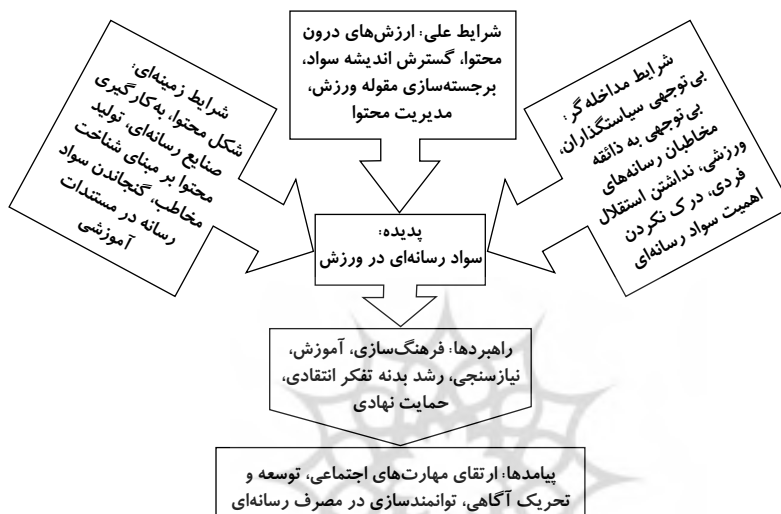 شرایط علی: ارزش‌های درون
محتوا، گسترش اندیشه سواد،
برجسته‌سازی مقوله ورزش،
مدیریت محتوا
شرایط مداخله‌گر:
بی‌توجهی سیاستگذاران،
بی‌توجهی به ذائقه
مخاطبان رسانه‌های
ورزشی، نداشتن استقلال
فردی، درک نکردن
اهمیت سواد رسانه‌ای
شرایط زمینه‌ای:
شکل محتوا، به‌کارگیری
صنایع رسانه‌ای، تولید
محتوا بر مبنای شناخت
مخاطب، گنجاندن سواد
رسانه در مستندات
آموزشی
پدیده:
سواد رسانه‌ای در ورزش
راهبردها: فرهنگ‌سازی، آموزش،
نیازسنجی، رشد بدنه تفکر انتقادی،
حمایت نهادی
پیامدها: ارتقای مهارت‌های اجتماعی، توسعه و
تحریک آگاهی، توانمندسازی در مصرف رسانه‌ای